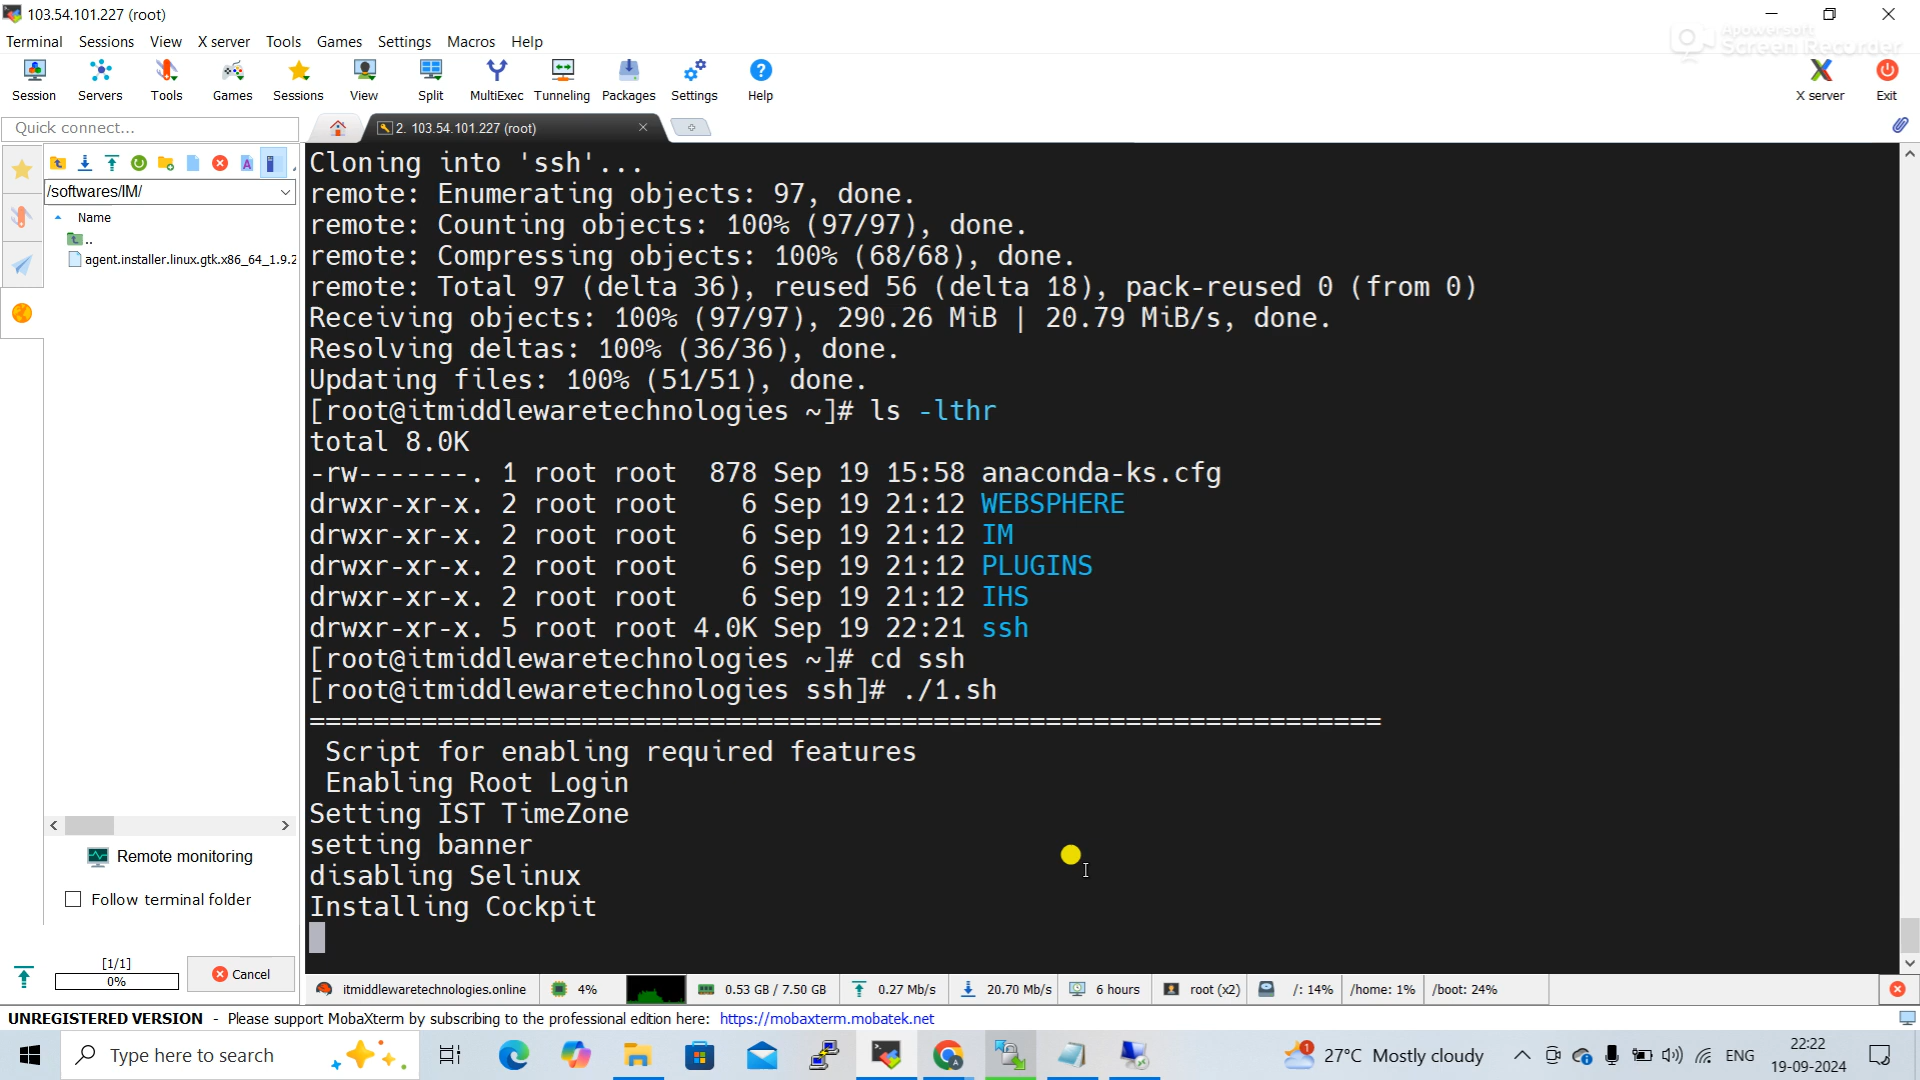 103.54.101.227 (root)
Apowersoft
Screen Recorder
Terminal Sessions View X server Tools Games Settings Macros Help
Session Servers Tools Games Sessions View Split MultiExec Tunneling Packages Settings Help X server Exit
Quick connect...
2. 103.54.101.227 (root)
/softwares/IM/
Name
..
agent.installer.linux.gtk.x86_64_1.9.2
Cloning into 'ssh'...
remote: Enumerating objects: 97, done.
remote: Counting objects: 100% (97/97), done.
remote: Compressing objects: 100% (68/68), done.
remote: Total 97 (delta 36), reused 56 (delta 18), pack-reused 0 (from 0)
Receiving objects: 100% (97/97), 290.26 MiB | 20.79 MiB/s, done.
Resolving deltas: 100% (36/36), done.
Updating files: 100% (51/51), done.
[root@itmiddlewaretechnologies ~]# ls -lthr
total 8.0K
-rw-------. 1 root root 878 Sep 19 15:58 anaconda-ks.cfg
drwxr-xr-x. 2 root root 6 Sep 19 21:12 WEBSPHERE
drwxr-xr-x. 2 root root 6 Sep 19 21:12 IM
drwxr-xr-x. 2 root root 6 Sep 19 21:12 PLUGINS
drwxr-xr-x. 2 root root 6 Sep 19 21:12 IHS
drwxr-xr-x. 5 root root 4.0K Sep 19 22:21 ssh
[root@itmiddlewaretechnologies ~]# cd ssh
[root@itmiddlewaretechnologies ssh]# ./1.sh
===================================================================
Script for enabling required features
Enabling Root Login
Setting IST TimeZone
setting banner
disabling Selinux
Installing Cockpit
Remote monitoring
Follow terminal folder
[1/1]
0%
Cancel
itmiddlewaretechnologies.online 4% 0.53 GB / 7.50 GB 0.27 Mb/s 20.70 Mb/s 6 hours root (x2) /: 14% /home: 1% /boot: 24%
UNREGISTERED VERSION - Please support MobaXterm by subscribing to the professional edition here: https://mobaxterm.mobatek.net
Type here to search
27°C Mostly cloudy
ENG
22:22
19-09-2024